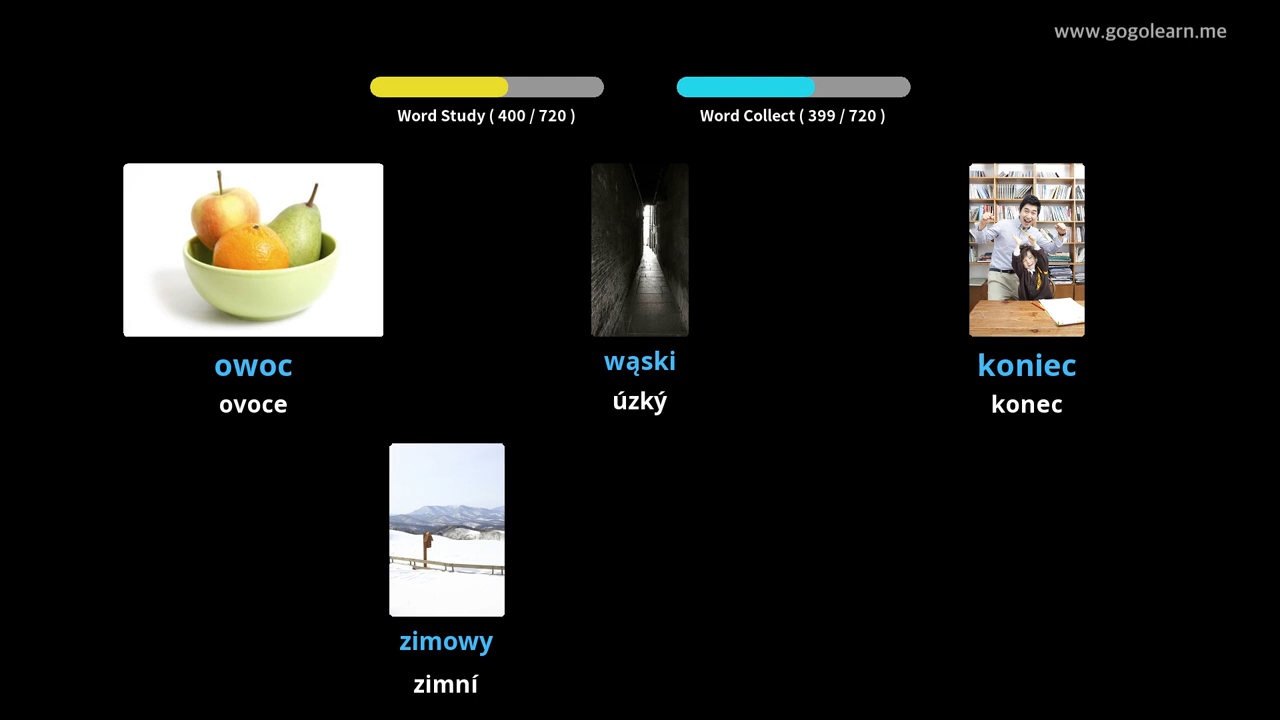 www.gogolearn.me
Word Study ( 400 / 720 )
Word Collect ( 399 / 720 )
owoc
ovoce
wąski
úzký
koniec
konec
zimowy
zimní